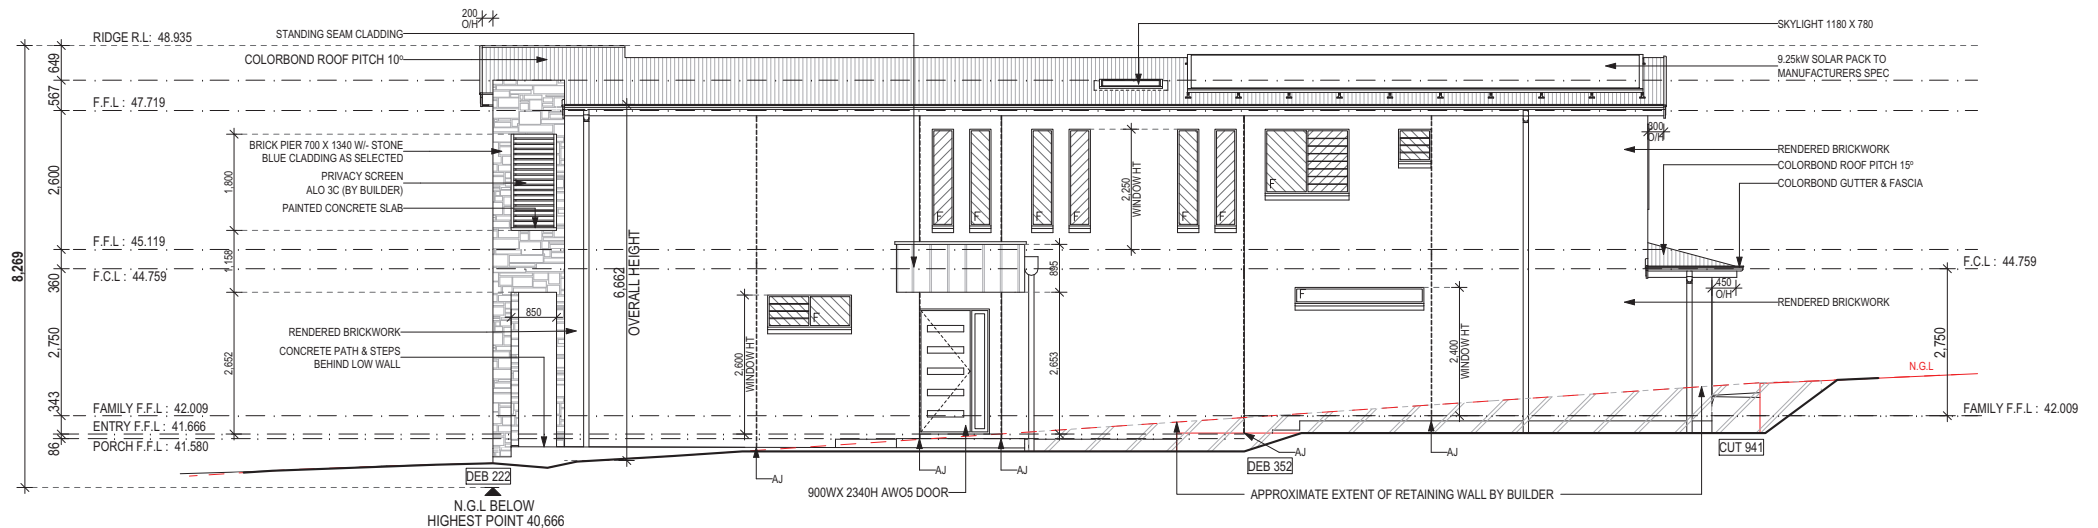 200
O/H
RIDGE R.L: 48.935
STANDING SEAM CLADDING
SKYLIGHT 1180 X 780
COLORBOND ROOF PITCH 10º
9.25kW SOLAR PACK TO
MANUFACTURERS SPEC
649
567
F.F.L : 47.719
300
O/H
BRICK PIER 700 X 1340 W/- STONE
BLUE CLADDING AS SELECTED
RENDERED BRICKWORK
COLORBOND ROOF PITCH 15º
PRIVACY SCREEN
ALO 3C (BY BUILDER)
COLORBOND GUTTER & FASCIA
2,600
1,800
2,250
WINDOW HT
F
F
F
F
F
F
F
PAINTED CONCRETE SLAB
F.F.L : 45.119
8,269
360
1,158
F.C.L : 44.759
F.C.L : 44.759
6,662
OVERALL HEIGHT
895
450
O/H
850
F
F
RENDERED BRICKWORK
RENDERED BRICKWORK
2,750
2,652
CONCRETE PATH & STEPS
BEHIND LOW WALL
2,600
WINDOW HT
2,653
2,400
WINDOW HT
2,750
N.G.L
343
FAMILY F.F.L : 42.009
FAMILY F.F.L : 42.009
ENTRY F.F.L : 41.666
86
PORCH F.F.L : 41.580
CUT 941
AJ
AJ
DEB 352
AJ
AJ
AJ
DEB 222
900WX 2340H AWO5 DOOR
APPROXIMATE EXTENT OF RETAINING WALL BY BUILDER
N.G.L BELOW
HIGHEST POINT 40,666